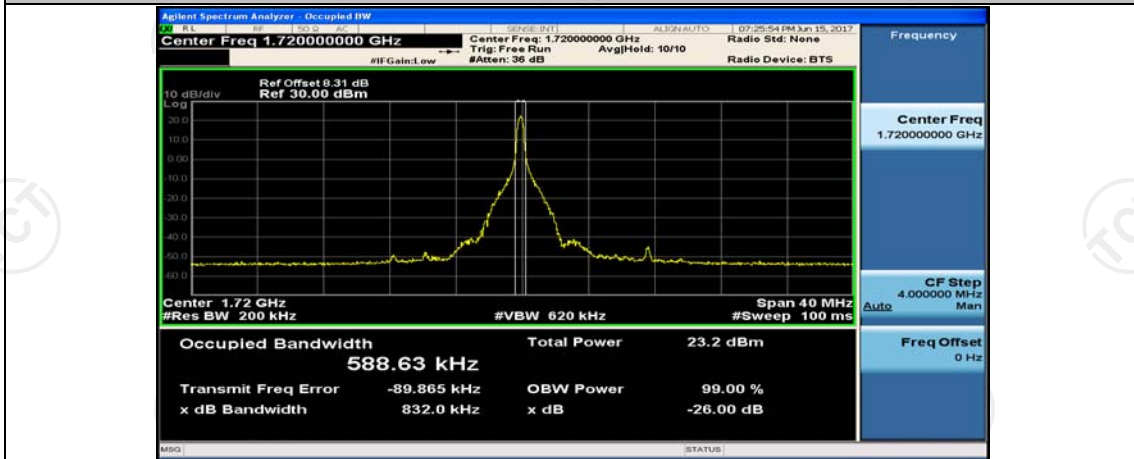 Agilent Spectrum Analyzer - Occupied BW
RL RF 50 Ω AC SENSE:INT ALIGN AUTO 07:25:54 PM Jun 15, 2017
Center Freq 1.720000000 GHz
Center Freq: 1.720000000 GHz
Radio Std: None
Trig: Free Run Avg|Hold: 10/10
#IFGain:Low #Atten: 36 dB Radio Device: BTS
Frequency
Ref Offset 8.31 dB
10 dB/div Ref 30.00 dBm
Log
20.0
10.0
0.00
-10.0
-20.0
-30.0
-40.0
-50.0
-60.0
Center 1.72 GHz Span 40 MHz
#Res BW 200 kHz #VBW 620 kHz #Sweep 100 ms
Occupied Bandwidth Total Power 23.2 dBm
588.63 kHz
Transmit Freq Error -89.865 kHz OBW Power 99.00 %
x dB Bandwidth 832.0 kHz x dB -26.00 dB
Center Freq
1.720000000 GHz
CF Step
4.000000 MHz
Auto Man
Freq Offset
0 Hz
MSG STATUS
TCT